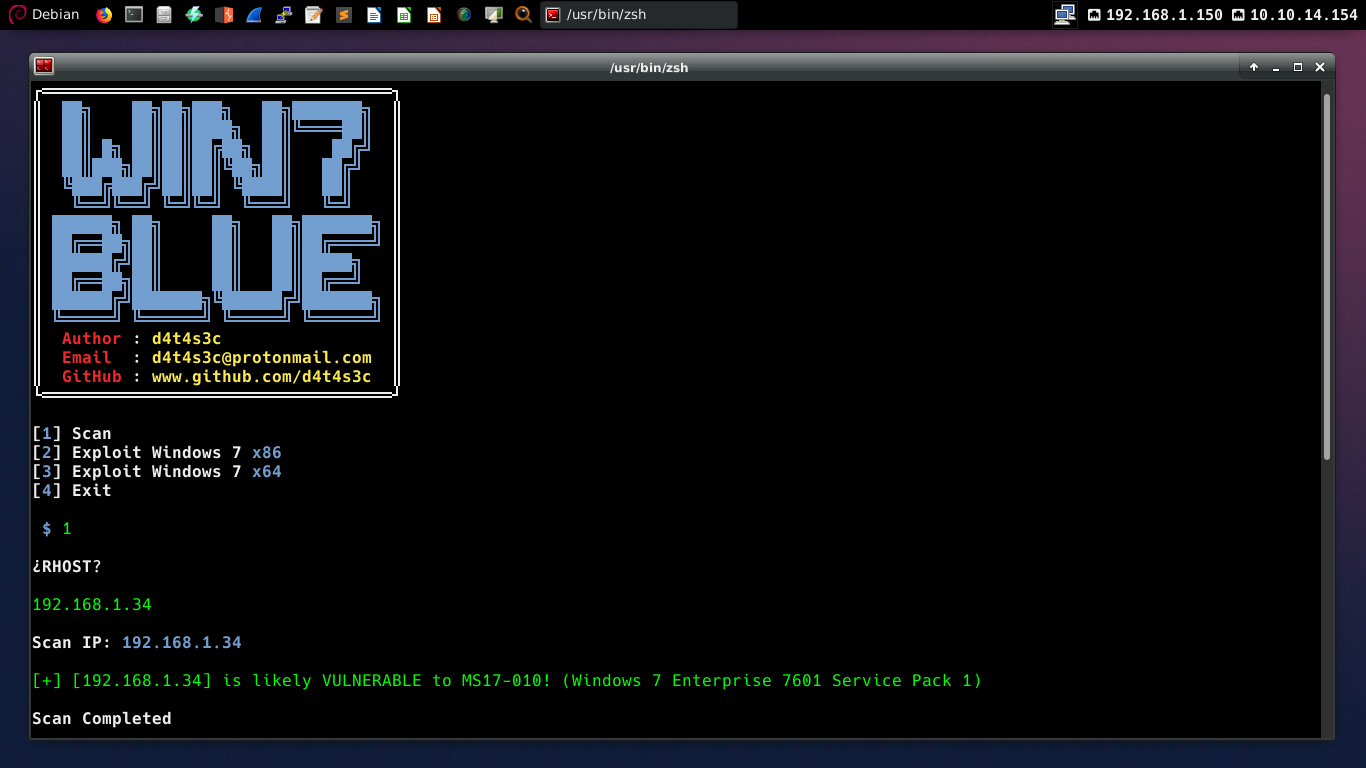 Debian
/usr/bin/zsh
192.168.1.150
10.10.14.154
/usr/bin/zsh
WIN7
BLUE
Author : d4t4s3c
Email : d4t4s3c@protonmail.com
GitHub : www.github.com/d4t4s3c
[1] Scan
[2] Exploit Windows 7 x86
[3] Exploit Windows 7 x64
[4] Exit
$ 1
¿RHOST?
192.168.1.34
Scan IP: 192.168.1.34
[+] [192.168.1.34] is likely VULNERABLE to MS17-010! (Windows 7 Enterprise 7601 Service Pack 1)
Scan Completed